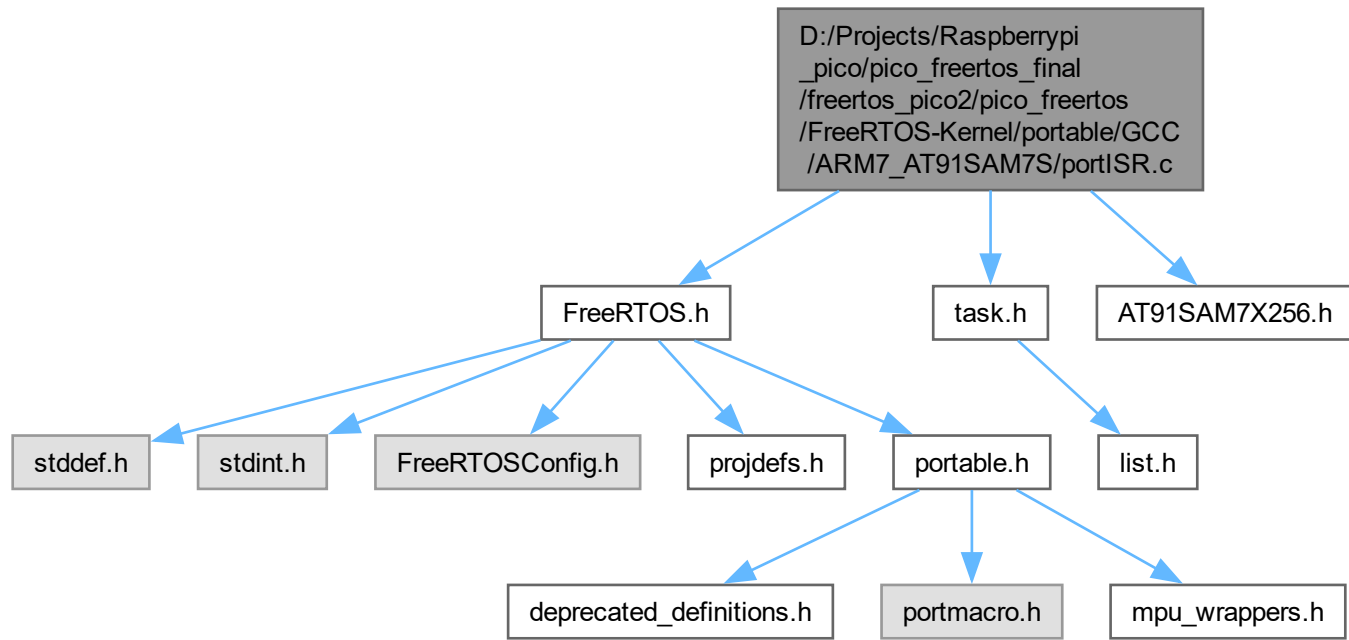 D:/Projects/Raspberrypi
_pico/pico_freertos_final
/freertos_pico2/pico_freertos
/FreeRTOS-Kernel/portable/GCC
/ARM7_AT91SAM7S/portISR.c
FreeRTOS.h
task.h
AT91SAM7X256.h
stddef.h
stdint.h
FreeRTOSConfig.h
projdefs.h
portable.h
list.h
deprecated_definitions.h
portmacro.h
mpu_wrappers.h